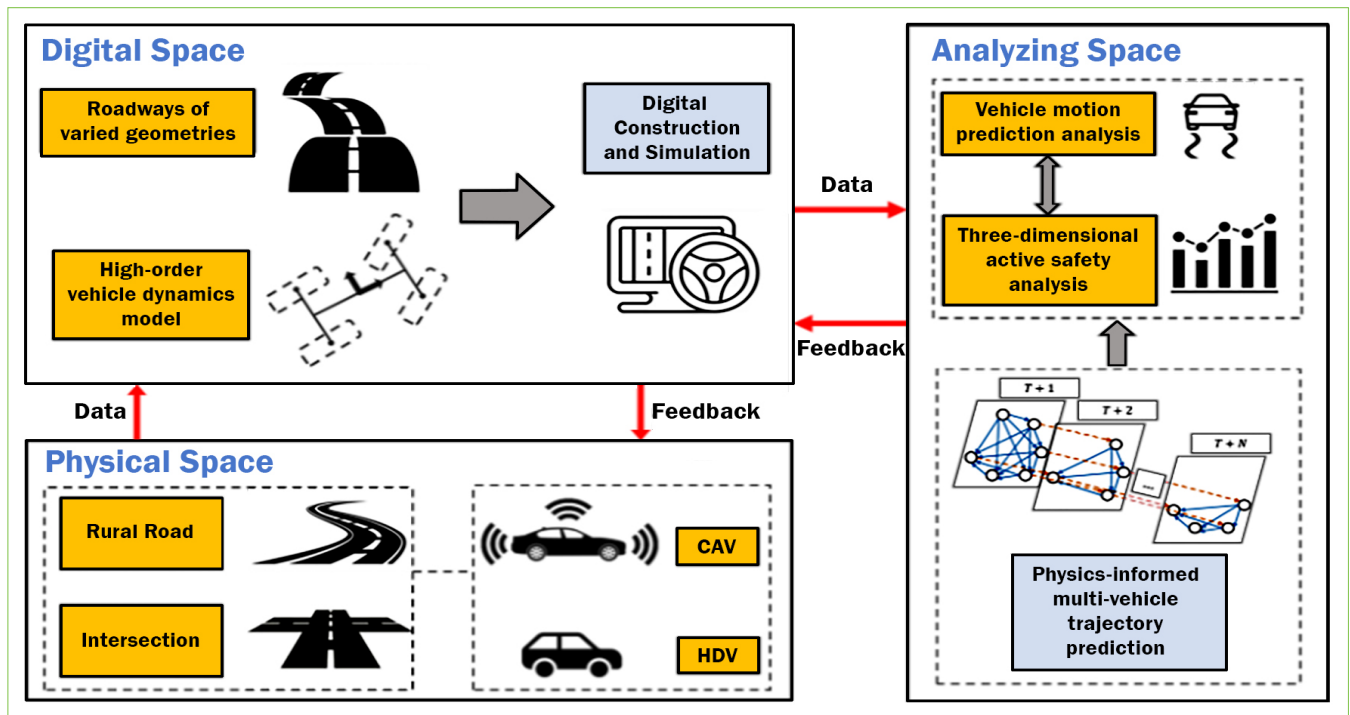 Digital Space
Roadways of
varied geometries
Digital
Construction
and Simulation
High-order
vehicle dynamics
model
Data
Feedback
Analyzing Space
Vehicle motion
prediction analysis
Three-dimensional
active safety
analysis
T + 1
T + 2
...
T + N
Physics-informed
multi-vehicle
trajectory
prediction
Data
Feedback
Physical Space
Rural Road
CAV
Intersection
HDV